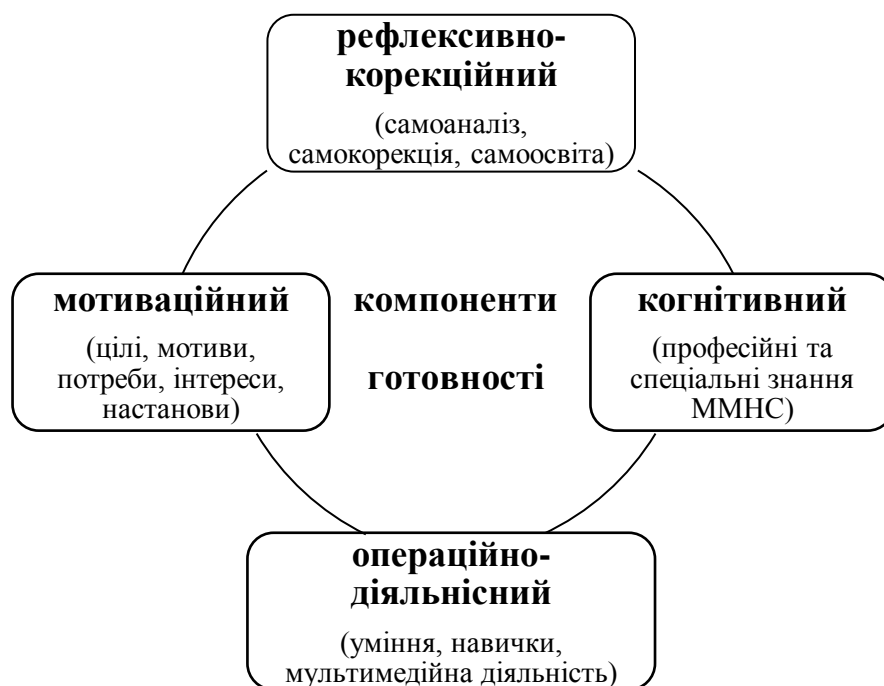 рефлексивно-
корекційний
(самоаналіз,
самокорекція, самоосвіта)
мотиваційний
(цілі, мотиви,
потреби, інтереси,
настанови)
компоненти
готовності
когнітивний
(професійні та
спеціальні знання
ММНС)
операційно-
діяльнісний
(уміння, навички,
мультимедійна діяльність)